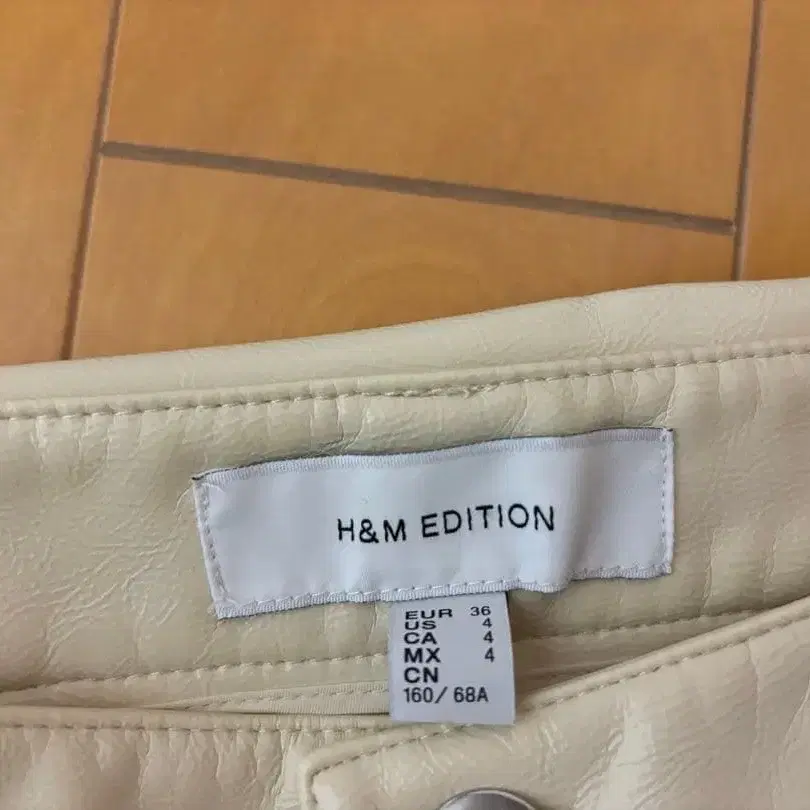 H&M EDITION
EUR 36
US 4
CA 4
MX 4
CN
160/68A